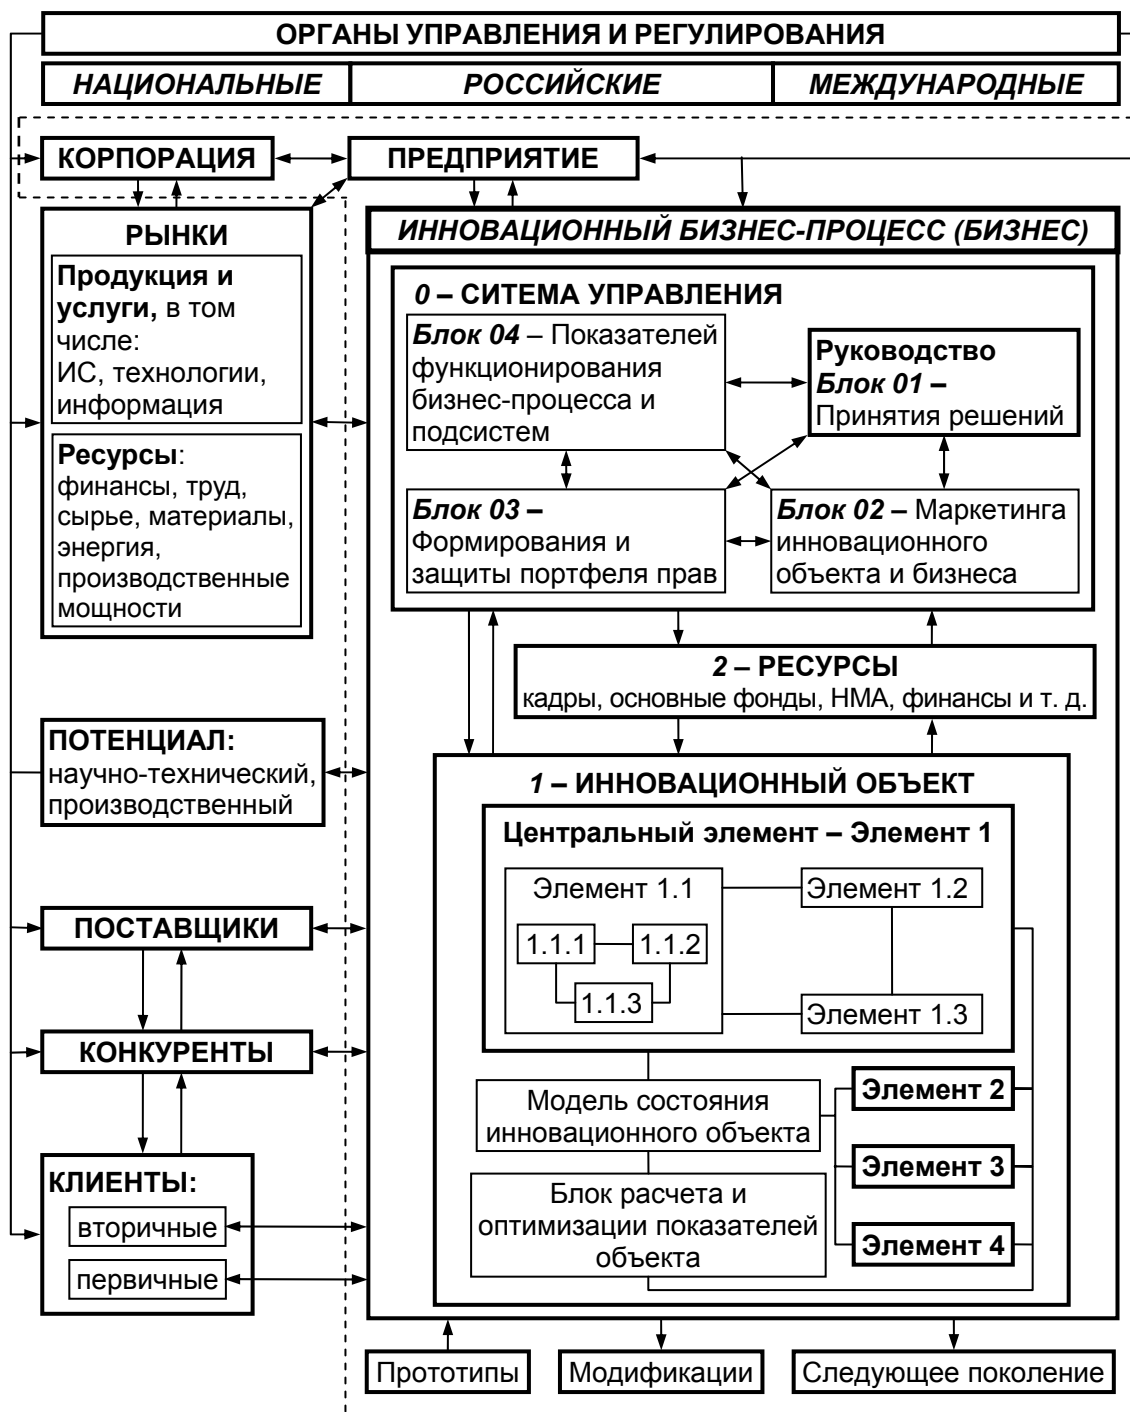 ОРГАНЫ УПРАВЛЕНИЯ И РЕГУЛИРОВАНИЯ
НАЦИОНАЛЬНЫЕ
РОССИЙСКИЕ
МЕЖДУНАРОДНЫЕ
КОРПОРАЦИЯ
ПРЕДПРИЯТИЕ
РЫНКИ
Продукция и
услуги, в том
числе:
ИС, технологии,
информация
Ресурсы:
финансы, труд,
сырье, материалы,
энергия,
производственные
мощности
ПОТЕНЦИАЛ:
научно-технический,
производственный
ПОСТАВЩИКИ
КОНКУРЕНТЫ
КЛИЕНТЫ:
вторичные
первичные
ИННОВАЦИОННЫЙ БИЗНЕС-ПРОЦЕСС (БИЗНЕС)
0 – СИТЕМА УПРАВЛЕНИЯ
Блок 04 – Показателей
функционирования
бизнес-процесса и
подсистем
Руководство
Блок 01 –
Принятия решений
Блок 03 –
Формирования и
защиты портфеля прав
Блок 02 – Маркетинга
инновационного
объекта и бизнеса
2 – РЕСУРСЫ
кадры, основные фонды, НМА, финансы и т. д.
1 – ИННОВАЦИОННЫЙ ОБЪЕКТ
Центральный элемент – Элемент 1
Элемент 1.1
Элемент 1.2
1.1.1
1.1.2
1.1.3
Элемент 1.3
Модель состояния
инновационного объекта
Элемент 2
Элемент 3
Элемент 4
Блок расчета и
оптимизации показателей
объекта
Прототипы
Модификации
Следующее поколение